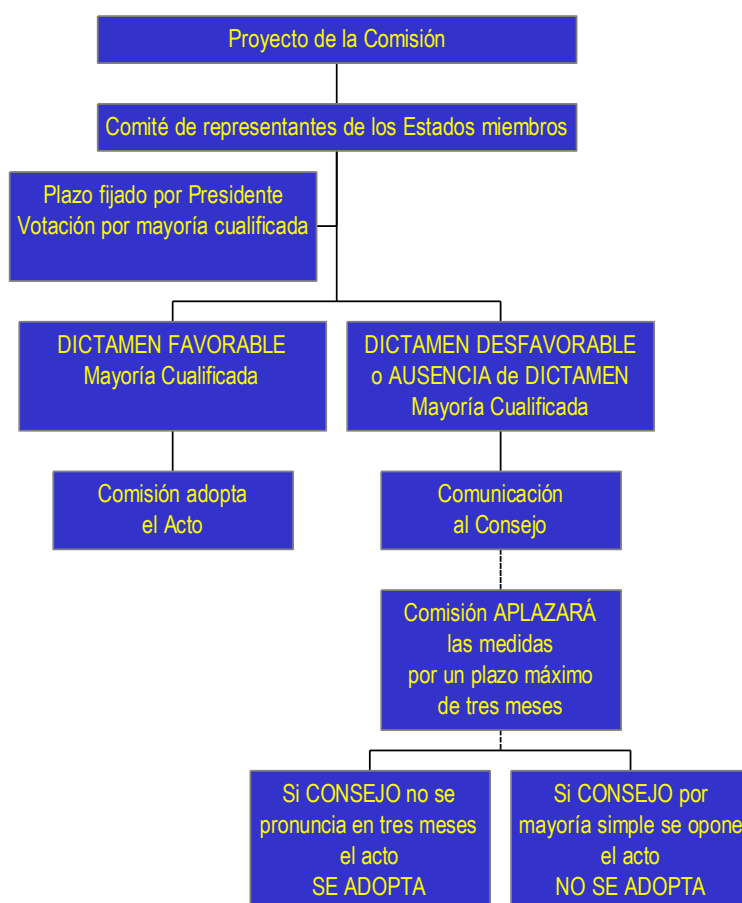 Proyecto de la Comisión
Comité de representantes de los Estados miembros
Plazo fijado por Presidente
Votación por mayoría cualificada
DICTAMEN FAVORABLE
Mayoría Cualificada
DICTAMEN DESFAVORABLE
o AUSENCIA de DICTAMEN
Mayoría Cualificada
Comisión adopta
el Acto
Comunicación
al Consejo
Comisión APLAZARÁ
las medidas
por un plazo máximo
de tres meses
Si CONSEJO no se
pronuncia en tres meses
el acto
SE ADOPTA
Si CONSEJO por
mayoría simple se opone
el acto
NO SE ADOPTA